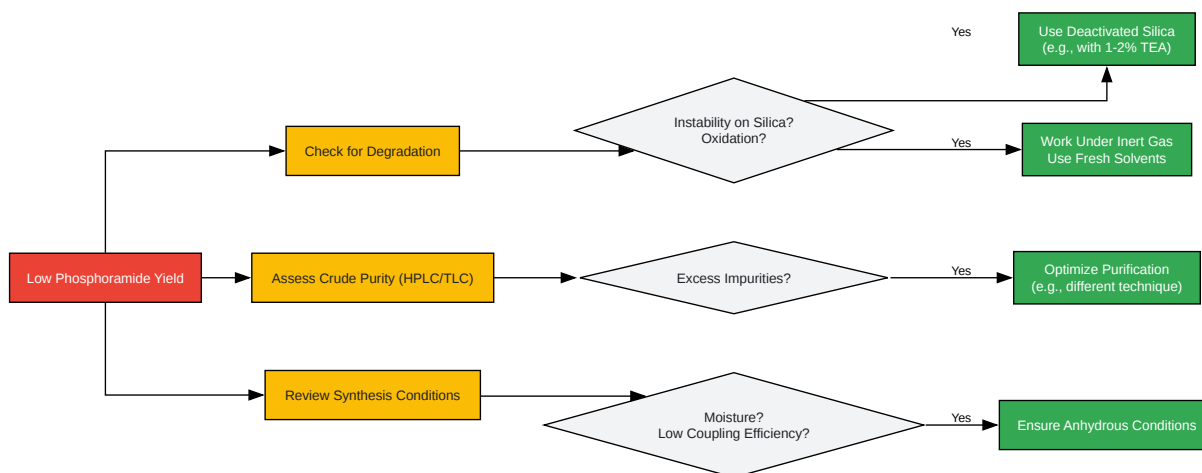 Yes
Use Deactivated Silica
(e.g., with 1-2% TEA)
Instability on Silica?
Oxidation?
Check for Degradation
Yes
Work Under Inert Gas
Use Fresh Solvents
Low Phosphoramide Yield
Assess Crude Purity (HPLC/TLC)
Excess Impurities?
Yes
Optimize Purification
(e.g., different technique)
Review Synthesis Conditions
Moisture?
Low Coupling Efficiency?
Yes
Ensure Anhydrous Conditions